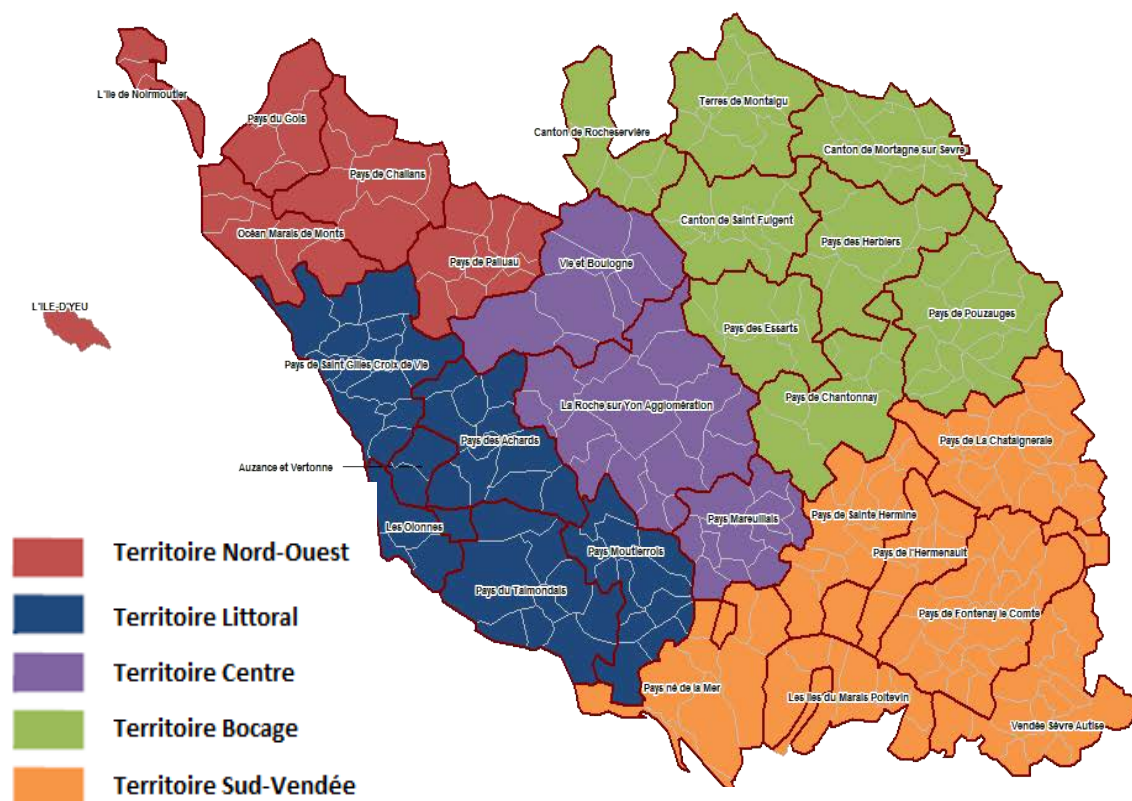 L'Ile de Noirmoutier
Pays du Gois
Terres de Montaigu
Canton de Rocheservière
Canton de Mortagne sur Sèvre
Pays de Challans
Océan Marais de Monts
Canton de Saint Fulgent
Pays des Herbiers
Pays de Palluau
Vie et Boulogne
L'ILE-D'YEU
Pays des Essarts
Pays de Pouzauges
Pays de Saint Gilles Croix de Vie
Pays de Chantonnay
La Roche sur Yon Agglomération
Pays des Achards
Pays de La Chataigneraie
Auzance et Vertonne
Pays de Sainte Hermine
Pays Mareuillais
Les Olonnes
Pays Moutierrois
Pays de l'Hermenault
Pays du Talmondais
Pays de Fontenay le Comte
Pays né de la Mer
Les Iles du Marais Poitevin
Vendée Sèvre Autise
Territoire Nord-Ouest
Territoire Littoral
Territoire Centre
Territoire Bocage
Territoire Sud-Vendée